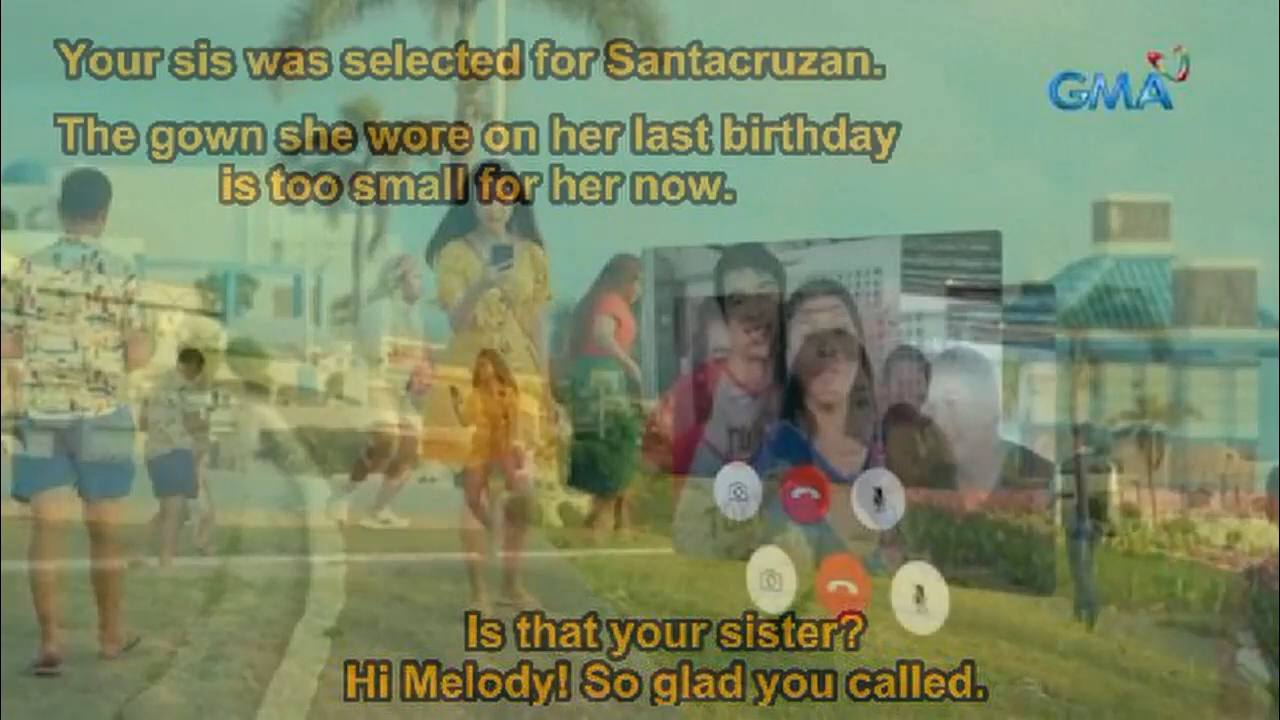 Your sis was selected for Santacruzan.
GMA
The gown she wore on her last birthday
is too small for her now.
Is that your sister?
Hi Melody! So glad you called.